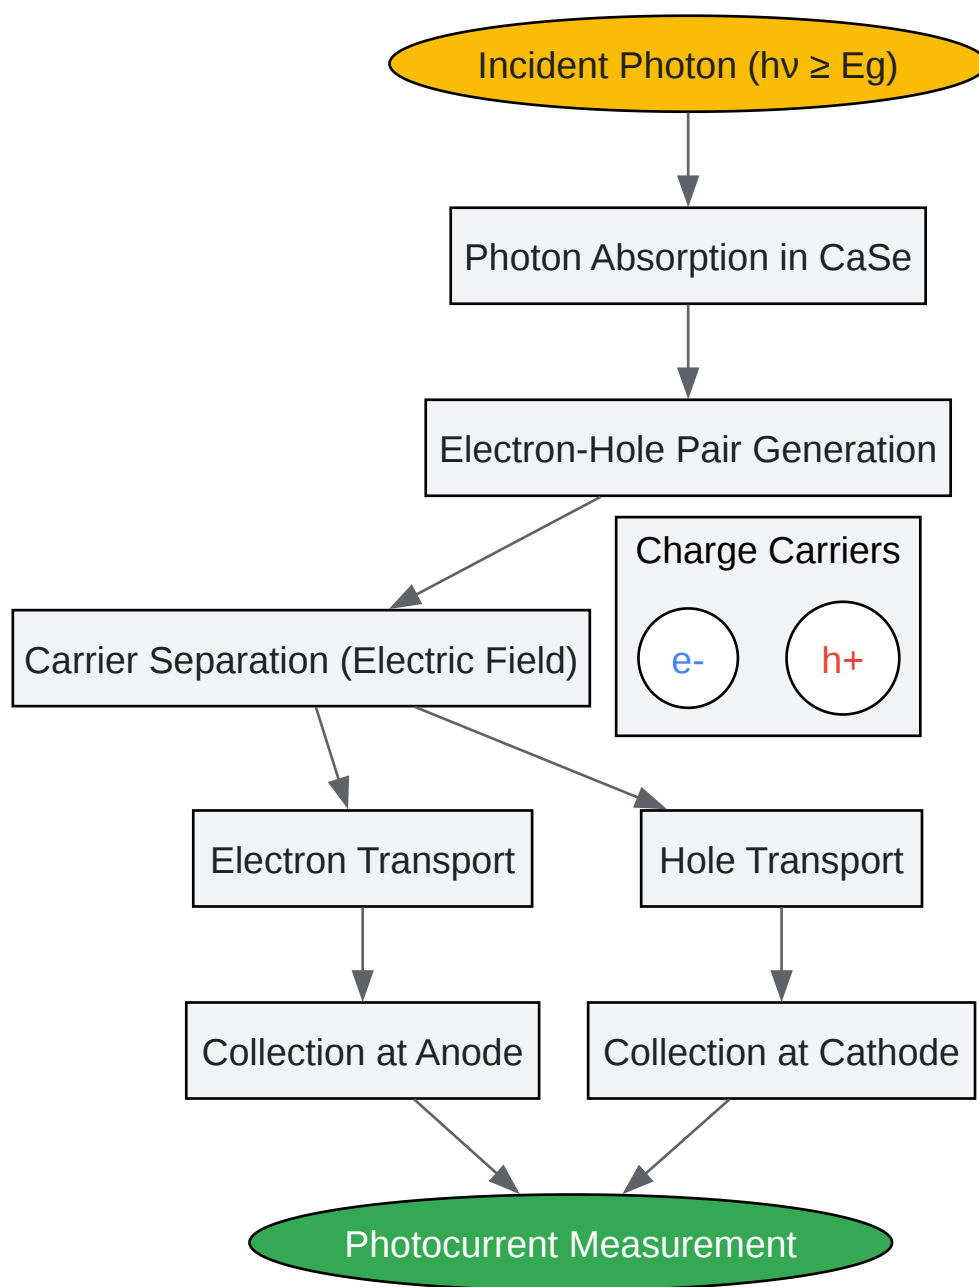 Incident Photon (hν ≥ Eg)
Photon Absorption in CaSe
Electron-Hole Pair Generation
Charge Carriers
e-
h+
Carrier Separation (Electric Field)
Electron Transport
Hole Transport
Collection at Anode
Collection at Cathode
Photocurrent Measurement